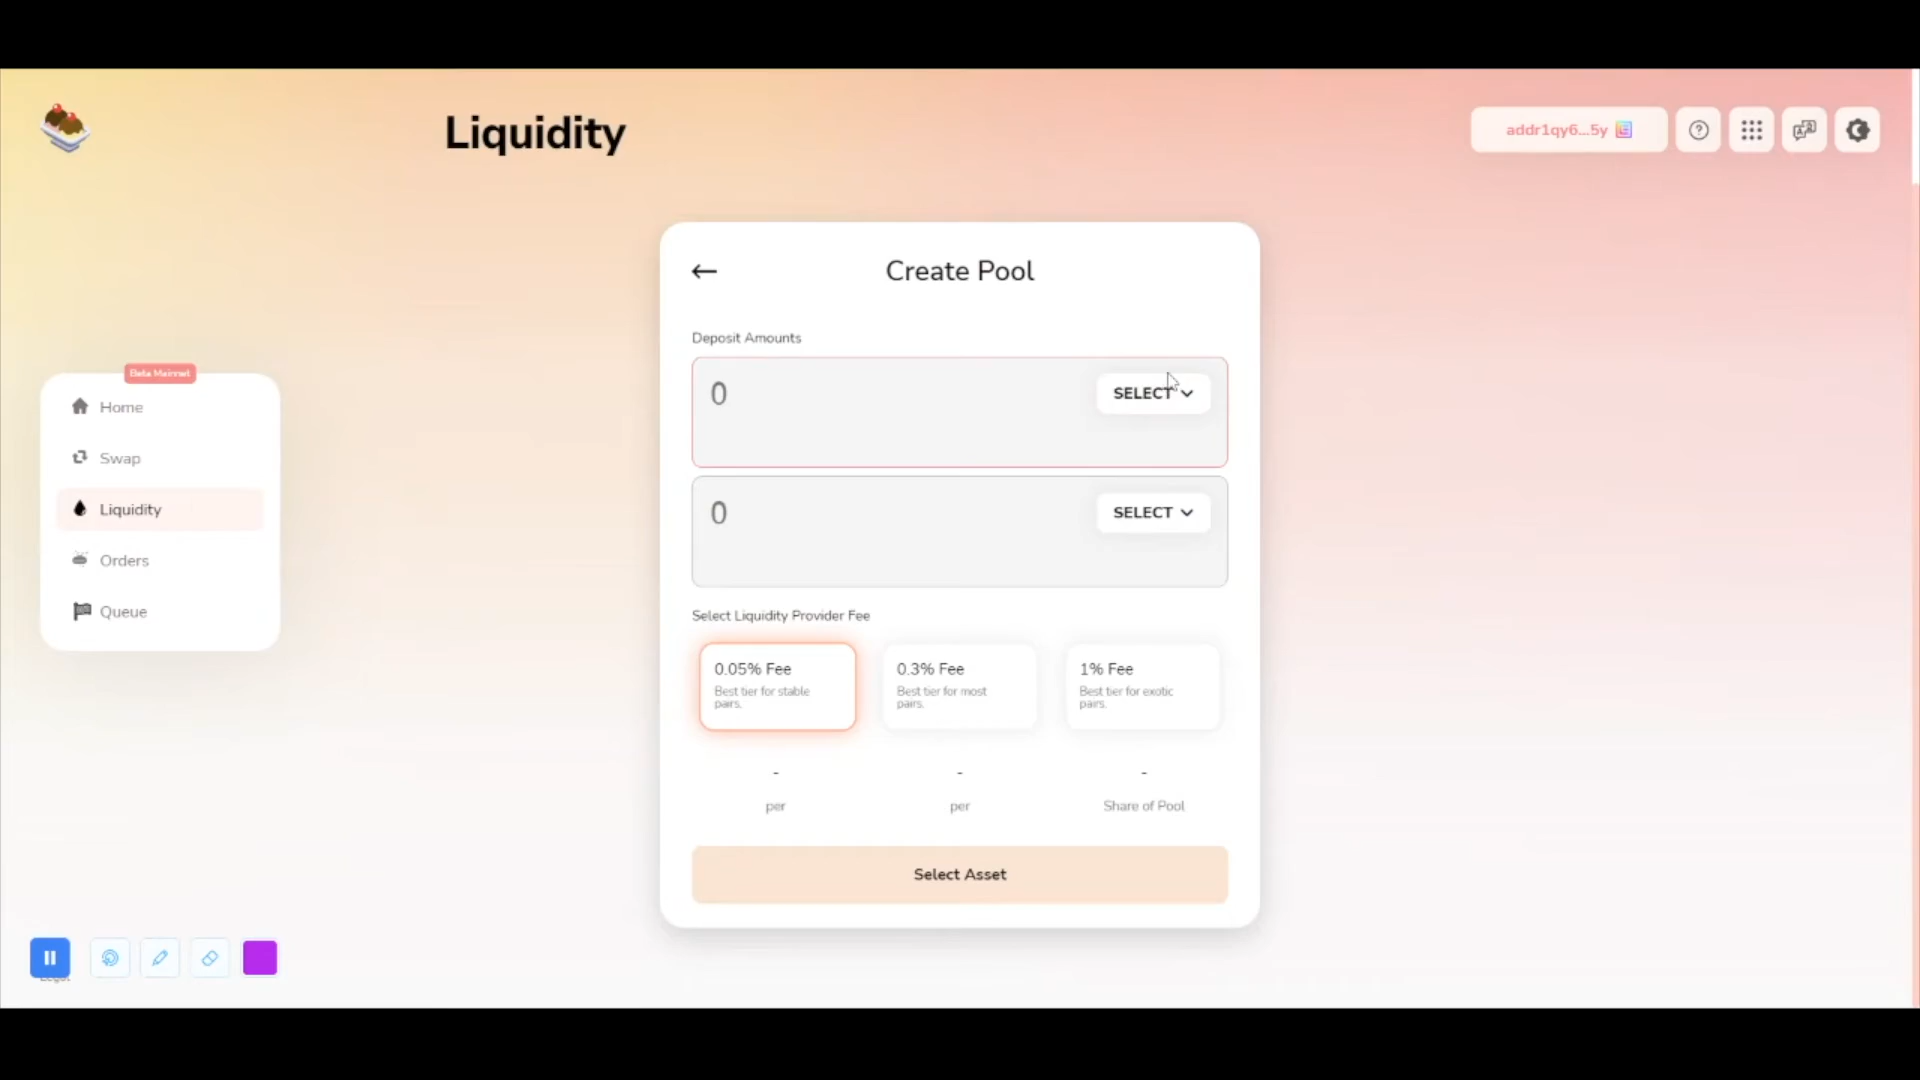 Liquidity
addr1qy6...5y
Beta Mainnet
Home
Swap
Liquidity
Orders
Queue
Create Pool
Deposit Amounts
0
SELECT
0
SELECT
Select Liquidity Provider Fee
0.05% Fee
Best tier for stable
pairs.
0.3% Fee
Best tier for most
pairs.
1% Fee
Best tier for exotic
pairs.
-
-
-
per
per
Share of Pool
Select Asset